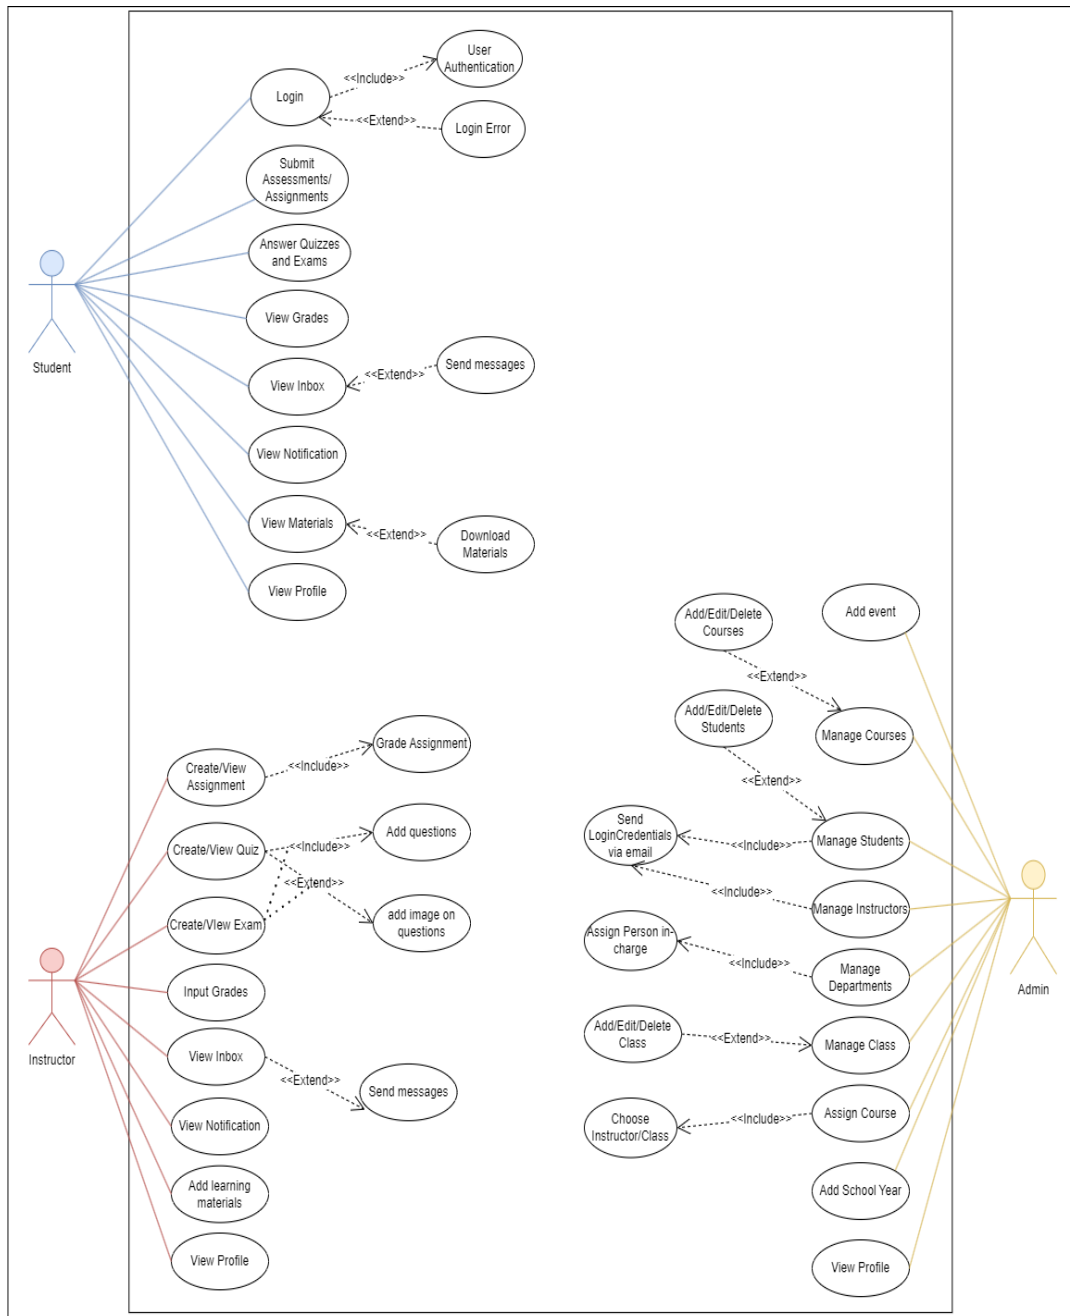 User
Authentication
<<Include>>
Login
<<Extend>>
Login Error
Submit
Assessments/
Assignments
Answer Quizzes
and Exams
View Grades
Student
Send messages
<<Extend>>
View Inbox
View Notification
View Materials
<<Extend>>
Download
Materials
View Profile
Add/Edit/Delete
Courses
Add event
<<Extend>>
Add/Edit/Delete
Students
Manage Courses
<<Extend>>
Send
LoginCredentials
via email
<<Include>>
Manage Students
<<Include>>
Manage Instructors
Assign Person in-
charge
<<Include>>
Manage
Departments
Admin
Add/Edit/Delete
Class
<<Extend>>
Manage Class
Choose
Instructor/Class
<<Include>>
Assign Course
Add School Year
View Profile
Grade Assignment
<<Include>>
Create/View
Assignment
Add questions
<<Include>>
Create/View Quiz
<<Extend>>
add image on
questions
Create/VIew Exam
Input Grades
Instructor
View Inbox
<<Extend>>
Send messages
View Notification
Add learning
materials
View Profile